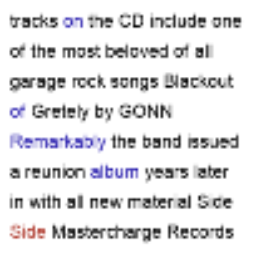 tracks on the CD include one
of the most beloved of all
garage rock songs Blackout
of Gretely by GONN
Remarkably the band issued
a reunion album years later
in with all new material Side
Side Mastercharge Records